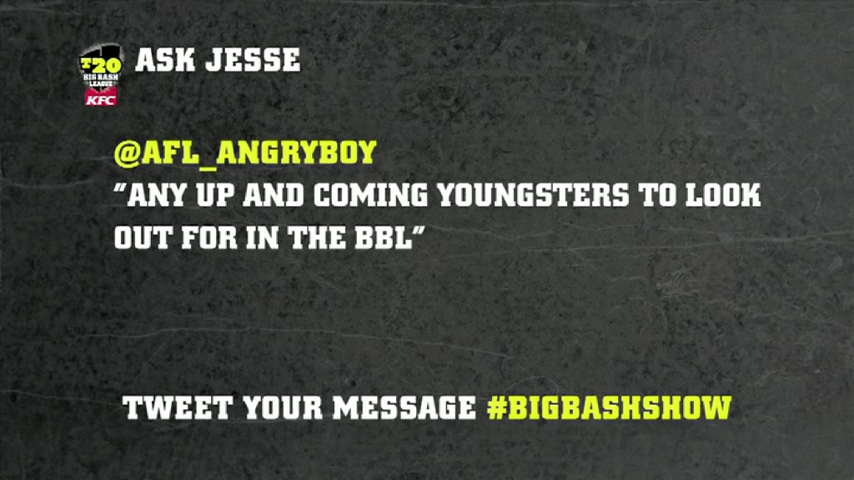 T20
BIG BASH
LEAGUE
KFC
ASK JESSE
@AFL_ANGRYBOY
"ANY UP AND COMING YOUNGSTERS TO LOOK
OUT FOR IN THE BBL"
TWEET YOUR MESSAGE #BIGBASHSHOW